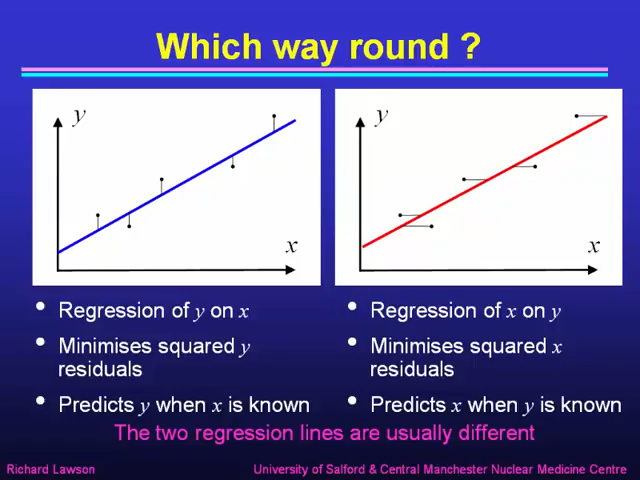 Which way round ?
y
x
y
x
• Regression of y on x
• Minimises squared y
residuals
• Predicts y when x is known
• Regression of x on y
• Minimises squared x
residuals
• Predicts x when y is known
The two regression lines are usually different
Richard Lawson
University of Salford & Central Manchester Nuclear Medicine Centre